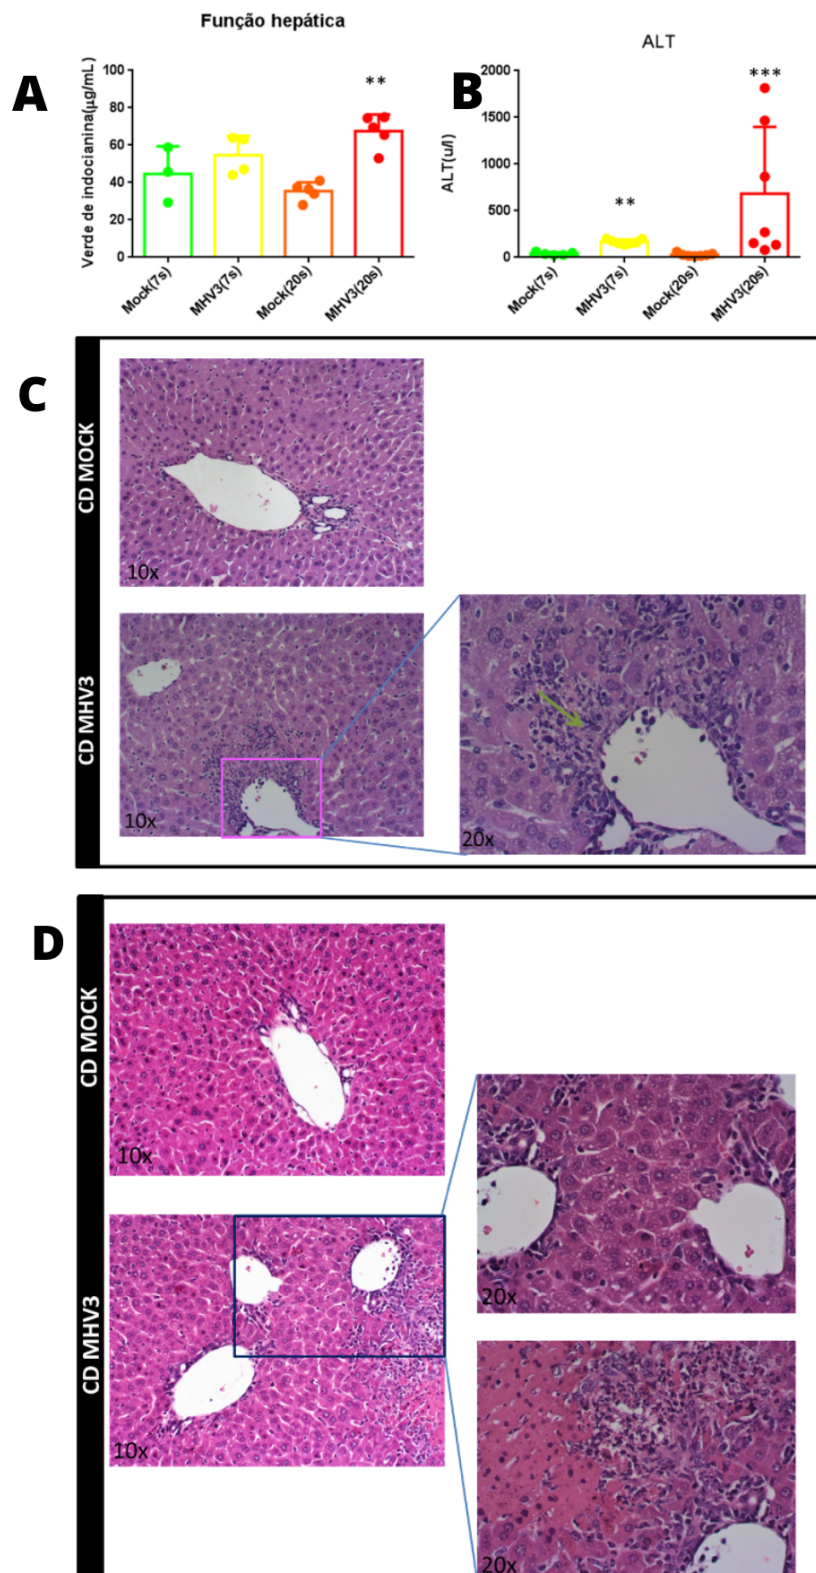 Função hepática
ALT
A
B
Verde de indocianina(µg/mL)
100
80
60
40
20
0
**
Mock(7s)
MHV3(7s)
Mock(20s)
MHV3(20s)
ALT(u/l)
2000
1500
1000
500
0
**
***
Mock(7s)
MHV3(7s)
Mock(20s)
MHV3(20s)
C
CD MOCK
10x
CD MHV3
10x
20x
D
CD MOCK
10x
CD MHV3
10x
20x
20x